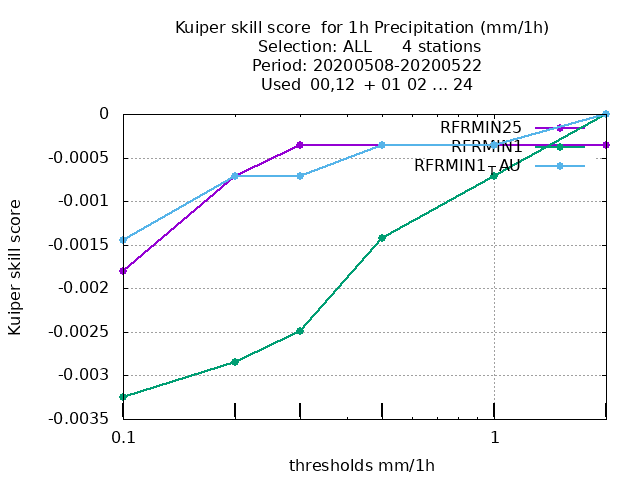 Kuiper skill score  for 1h Precipitation (mm/1h)
Selection: ALL      4 stations
Period: 20200508-20200522
Used  00,12  + 01 02 ... 24
0
-0.0005
-0.001
-0.0015
-0.002
-0.0025
-0.003
-0.0035
Kuiper skill score
RFRMIN25
RFRMIN1
RFRMIN1-AU
0.1
1
thresholds mm/1h